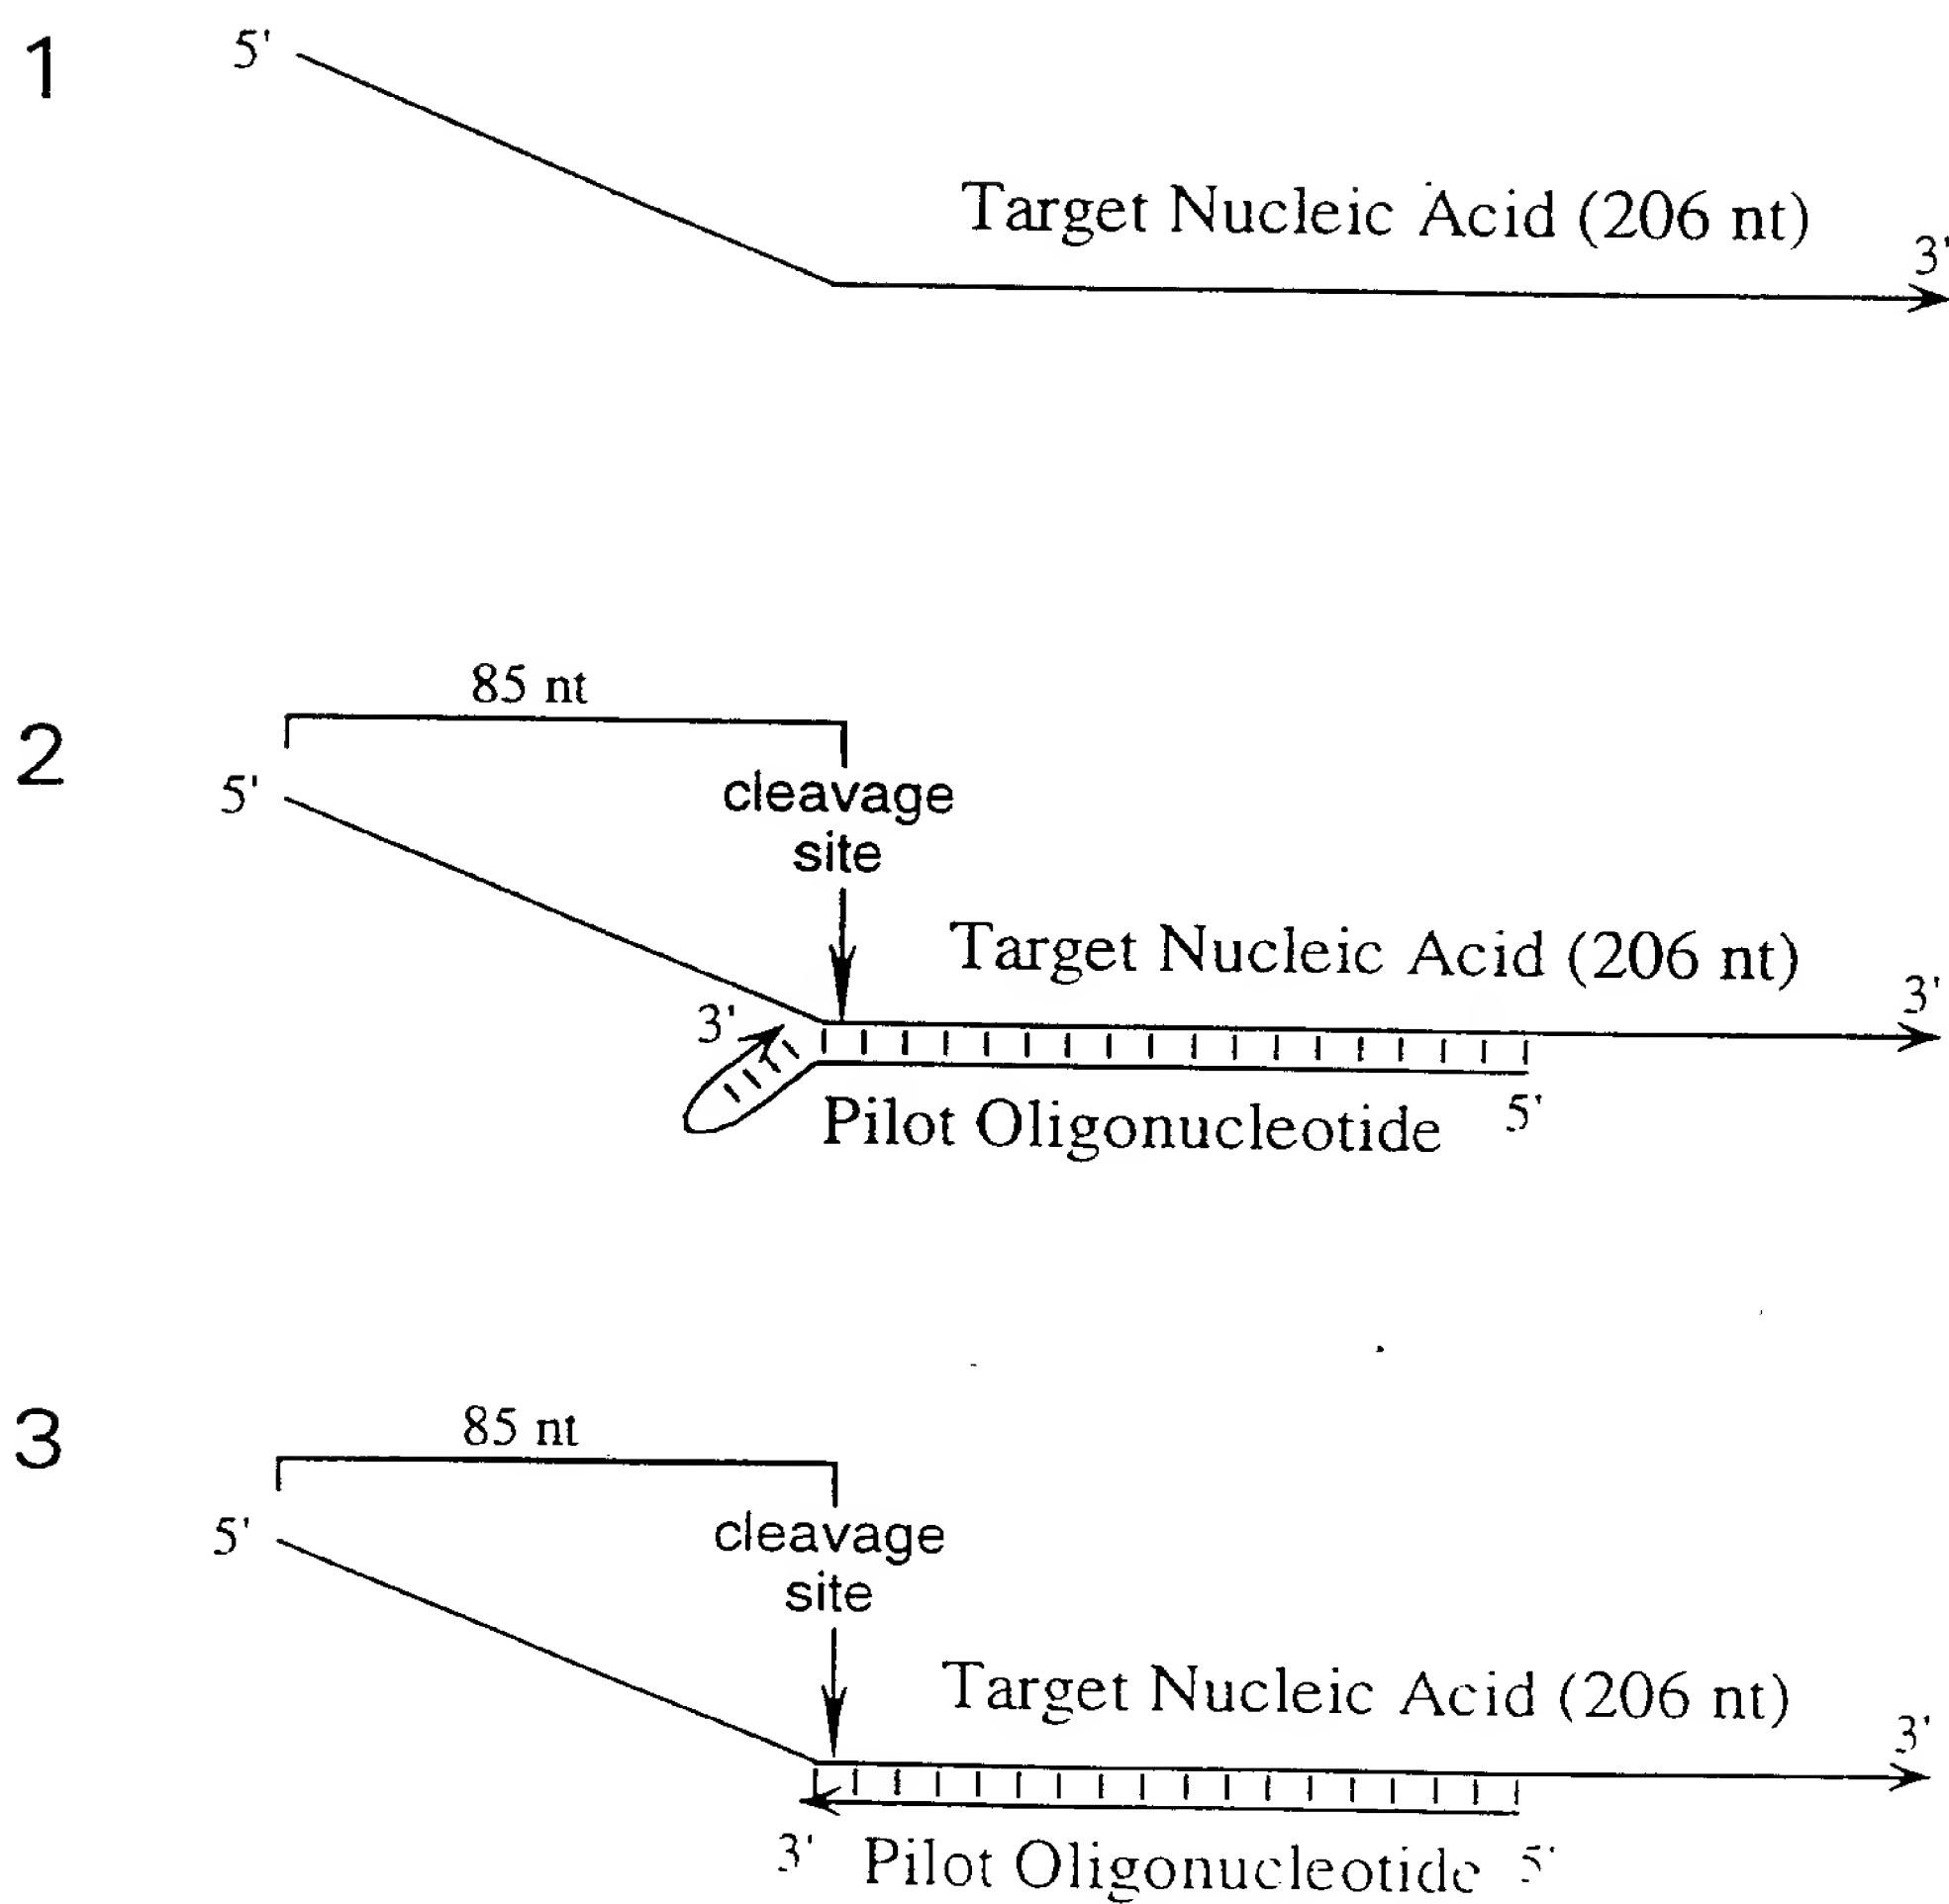 1
5'
Target Nucleic Acid (206 nt)
3'
2
85 nt
5'
cleavage
site
Target Nucleic Acid (206 nt)
3'
3'
Pilot Oligonucleotide
5'
3
85 nt
5'
cleavage
site
Target Nucleic Acid (206 nt)
3'
3' Pilot Oligonucleotide 5'